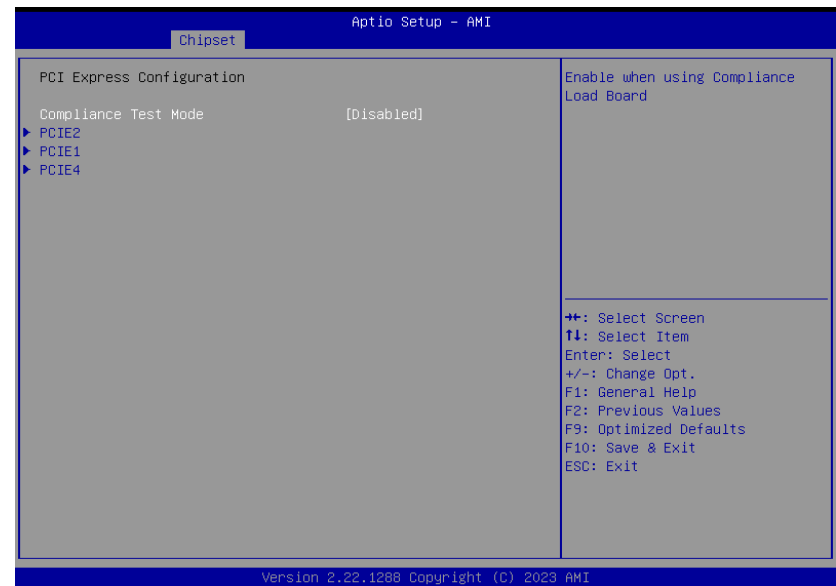 Aptio Setup – AMI
Chipset
PCI Express Configuration
Compliance Test Mode [Disabled]
▶ PCIE2
▶ PCIE1
▶ PCIE4
Enable when using Compliance
Load Board
→←: Select Screen
↑↓: Select Item
Enter: Select
+/-: Change Opt.
F1: General Help
F2: Previous Values
F9: Optimized Defaults
F10: Save & Exit
ESC: Exit
Version 2.22.1288 Copyright (C) 2023 AMI